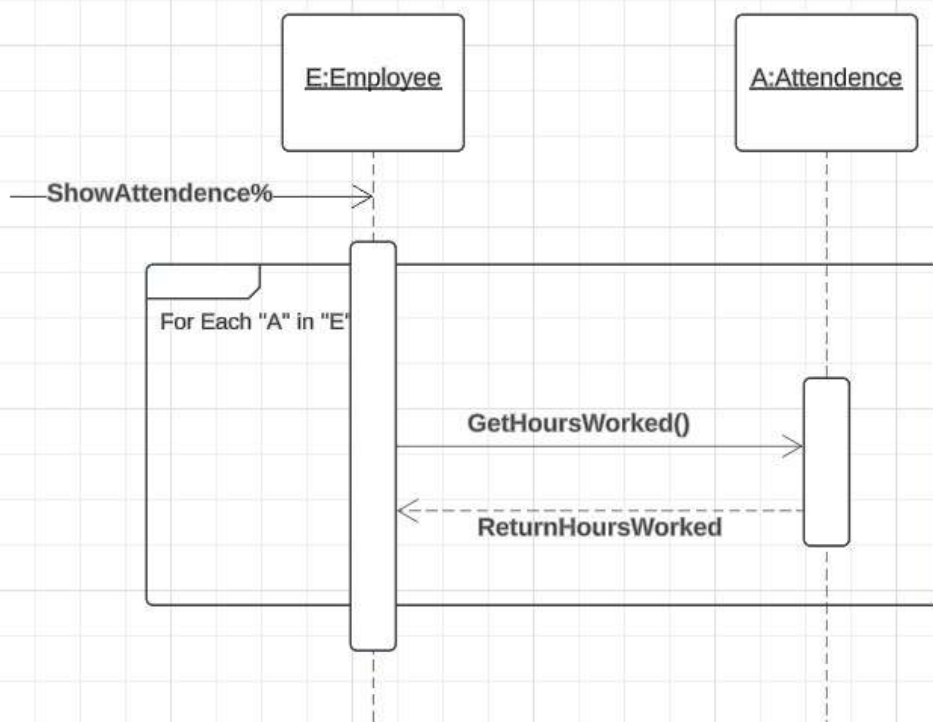 E:Employee
A:Attendence
ShowAttendence%
For Each "A" in "E"
GetHoursWorked()
ReturnHoursWorked